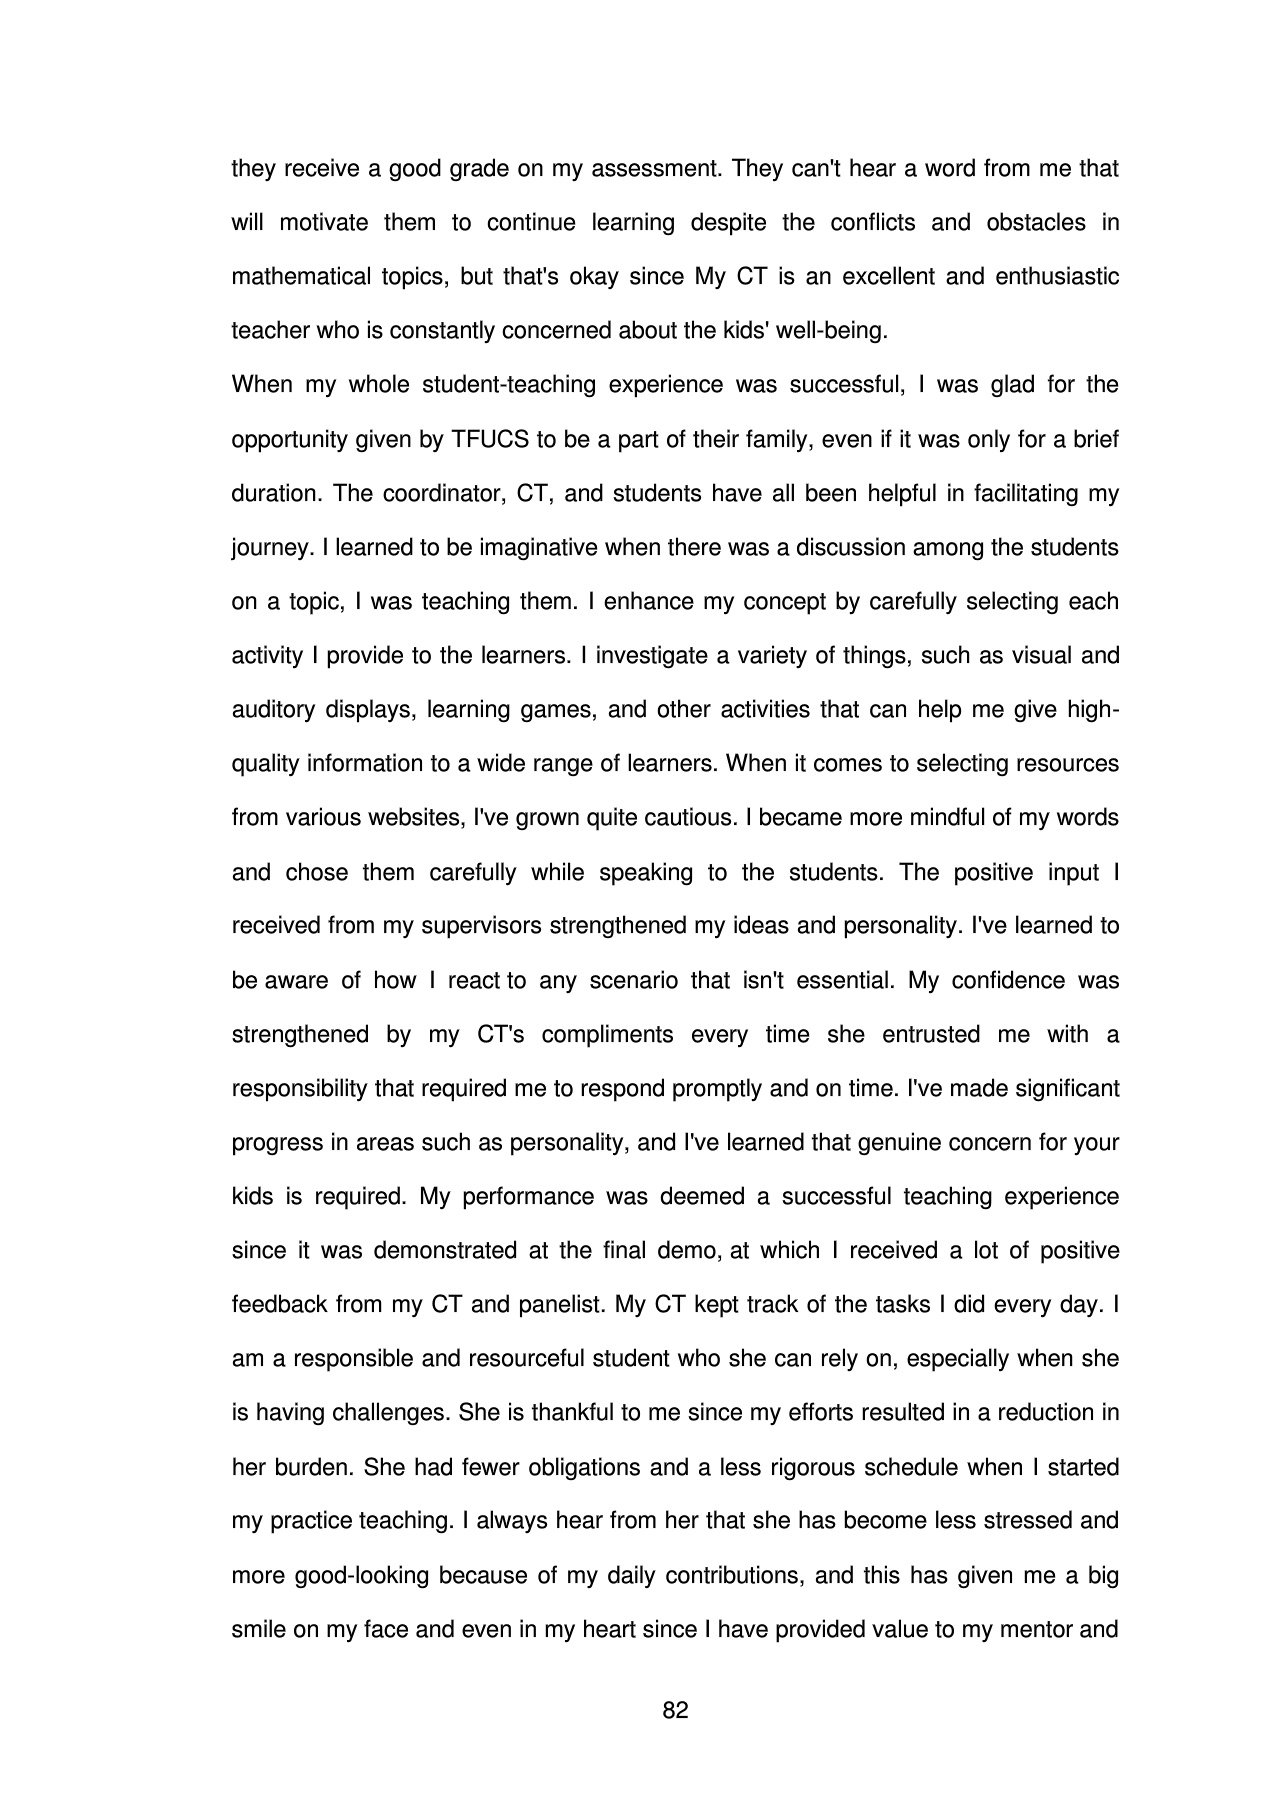 they receive a good grade on my assessment. They can't hear a word from me that
will motivate them to continue learning despite the conflicts and obstacles in
mathematical topics, but that's okay since My CT is an excellent and enthusiastic
teacher who is constantly concerned about the kids' well-being.
When my whole student-teaching experience was successful, I was glad for the
opportunity given by TFUCS to be a part of their family, even if it was only for a brief
duration. The coordinator, CT, and students have all been helpful in facilitating my
journey. I learned to be imaginative when there was a discussion among the students
on a topic, I was teaching them. I enhance my concept by carefully selecting each
activity I provide to the learners. I investigate a variety of things, such as visual and
auditory displays, learning games, and other activities that can help me give high-
quality information to a wide range of learners. When it comes to selecting resources
from various websites, I've grown quite cautious. I became more mindful of my words
and chose them carefully while speaking to the students. The positive input I
received from my supervisors strengthened my ideas and personality. I've learned to
be aware of how I react to any scenario that isn't essential. My confidence was
strengthened by my CT's compliments every time she entrusted me with a
responsibility that required me to respond promptly and on time. I've made significant
progress in areas such as personality, and I've learned that genuine concern for your
kids is required. My performance was deemed a successful teaching experience
since it was demonstrated at the final demo, at which I received a lot of positive
feedback from my CT and panelist. My CT kept track of the tasks I did every day. I
am a responsible and resourceful student who she can rely on, especially when she
is having challenges. She is thankful to me since my efforts resulted in a reduction in
her burden. She had fewer obligations and a less rigorous schedule when I started
my practice teaching. I always hear from her that she has become less stressed and
more good-looking because of my daily contributions, and this has given me a big
smile on my face and even in my heart since I have provided value to my mentor and
82